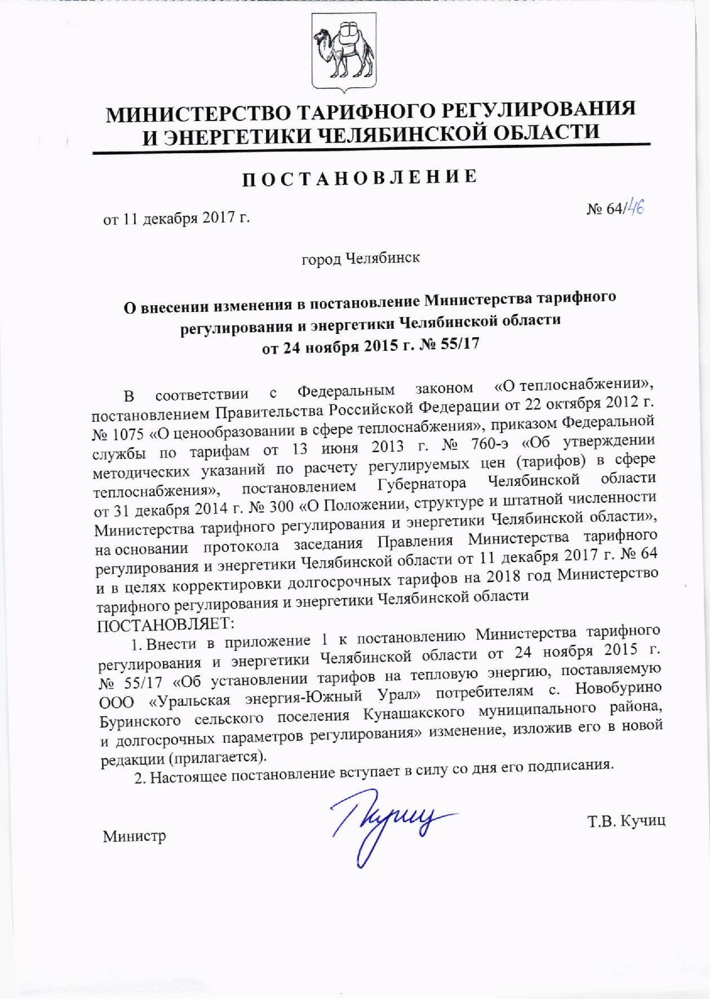 МИНИСТЕРСТВО ТАРИФНОГО РЕГУЛИРОВАНИЯ
И ЭНЕРГЕТИКИ ЧЕЛЯБИНСКОЙ ОБЛАСТИ
П О С Т А Н О В Л Е Н И Е
от 11 декабря 2017 г. № 64/46
город Челябинск
О внесении изменения в постановление Министерства тарифного
регулирования и энергетики Челябинской области
от 24 ноября 2015 г. № 55/17
В соответствии с Федеральным законом «О теплоснабжении»,
постановлением Правительства Российской Федерации от 22 октября 2012 г.
№ 1075 «О ценообразовании в сфере теплоснабжения», приказом Федеральной
службы по тарифам от 13 июня 2013 г. № 760-э «Об утверждении
методических указаний по расчету регулируемых цен (тарифов) в сфере
теплоснабжения», постановлением Губернатора Челябинской области
от 31 декабря 2014 г. № 300 «О Положении, структуре и штатной численности
Министерства тарифного регулирования и энергетики Челябинской области»,
на основании протокола заседания Правления Министерства тарифного
регулирования и энергетики Челябинской области от 11 декабря 2017 г. № 64
и в целях корректировки долгосрочных тарифов на 2018 год Министерство
тарифного регулирования и энергетики Челябинской области
ПОСТАНОВЛЯЕТ:
1. Внести в приложение 1 к постановлению Министерства тарифного
регулирования и энергетики Челябинской области от 24 ноября 2015 г.
№ 55/17 «Об установлении тарифов на тепловую энергию, поставляемую
ООО «Уральская энергия-Южный Урал» потребителям с. Новобурино
Буринского сельского поселения Кунашакского муниципального района,
и долгосрочных параметров регулирования» изменение, изложив его в новой
редакции (прилагается).
2. Настоящее постановление вступает в силу со дня его подписания.
Министр Т.В. Кучиц